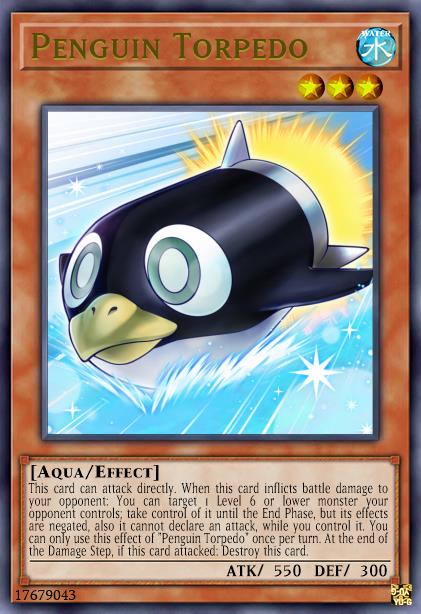 Penguin Torpedo
WATER
水
[Aqua/Effect]
This card can attack directly. When this card inflicts battle damage to
your opponent: You can target 1 Level 6 or lower monster your
opponent controls; take control of it until the End Phase, but its effects
are negated, also it cannot declare an attack, while you control it. You
can only use this effect of "Penguin Torpedo" once per turn. At the end of
the Damage Step, if this card attacked: Destroy this card.
ATK/ 550 DEF/ 300
17679043